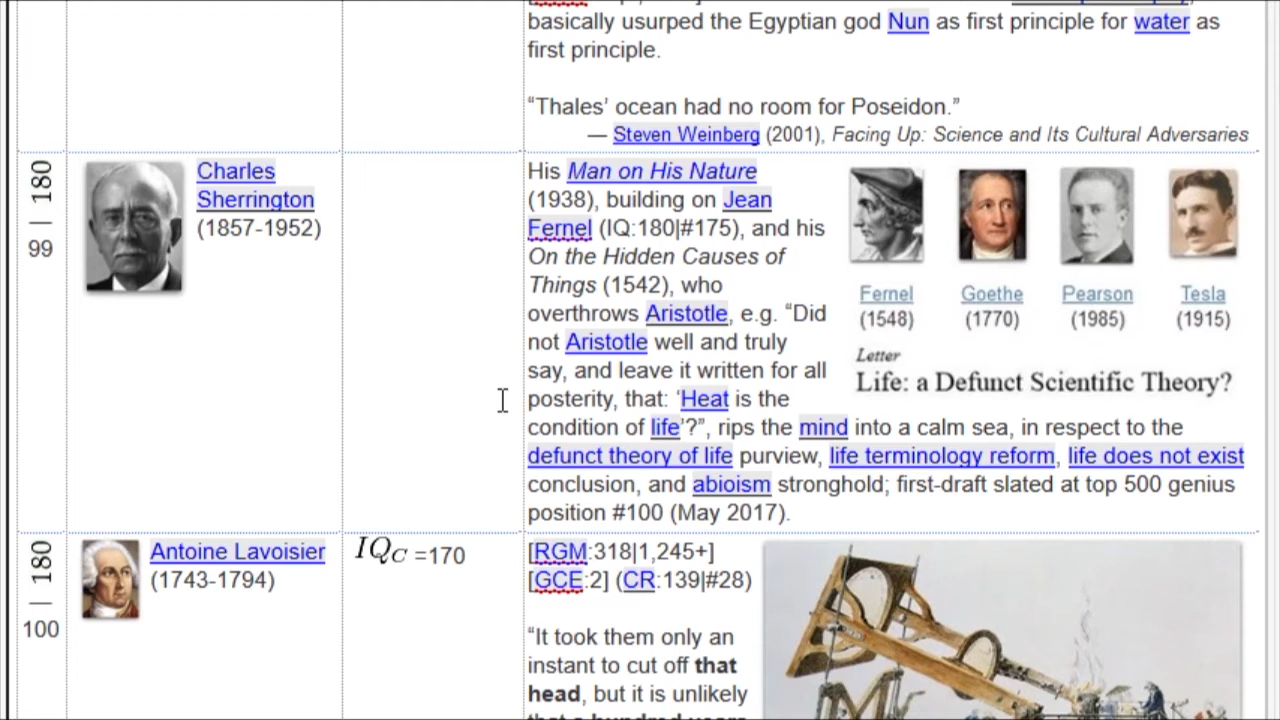 basically usurped the Egyptian god Nun as first principle for water as
first principle.
“Thales’ ocean had no room for Poseidon.”
— Steven Weinberg (2001), Facing Up: Science and Its Cultural Adversaries
180
—
99
Charles
Sherrington
(1857-1952)
His Man on His Nature
(1938), building on Jean
Fernel (IQ:180|#175), and his
On the Hidden Causes of
Things (1542), who
overthrows Aristotle, e.g. “Did
not Aristotle well and truly
say, and leave it written for all
posterity, that: ‘Heat is the
condition of life’?”, rips the mind into a calm sea, in respect to the
defunct theory of life purview, life terminology reform, life does not exist
conclusion, and abioism stronghold; first-draft slated at top 500 genius
position #100 (May 2017).
Fernel
(1548)
Goethe
(1770)
Pearson
(1985)
Tesla
(1915)
Letter
Life: a Defunct Scientific Theory?
180
—
100
Antoine Lavoisier
(1743-1794)
IQC =170
[RGM:318|1,245+]
[GCE:2] (CR:139|#28)
“It took them only an
instant to cut off that
head, but it is unlikely